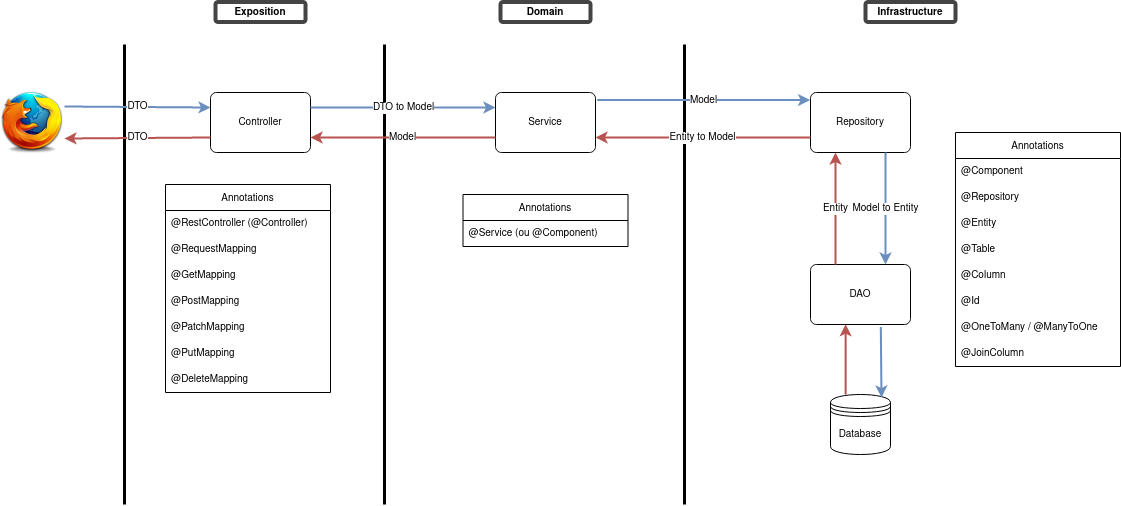 Exposition
Domain
Infrastructure
DTO
DTO
Controller
DTO to Model
Model
Service
Model
Entity to Model
Repository
Entity
Model to Entity
DAO
Database
Annotations
@RestController (@Controller)
@RequestMapping
@GetMapping
@PostMapping
@PatchMapping
@PutMapping
@DeleteMapping
Annotations
@Service (ou @Component)
Annotations
@Component
@Repository
@Entity
@Table
@Column
@Id
@OneToMany / @ManyToOne
@JoinColumn